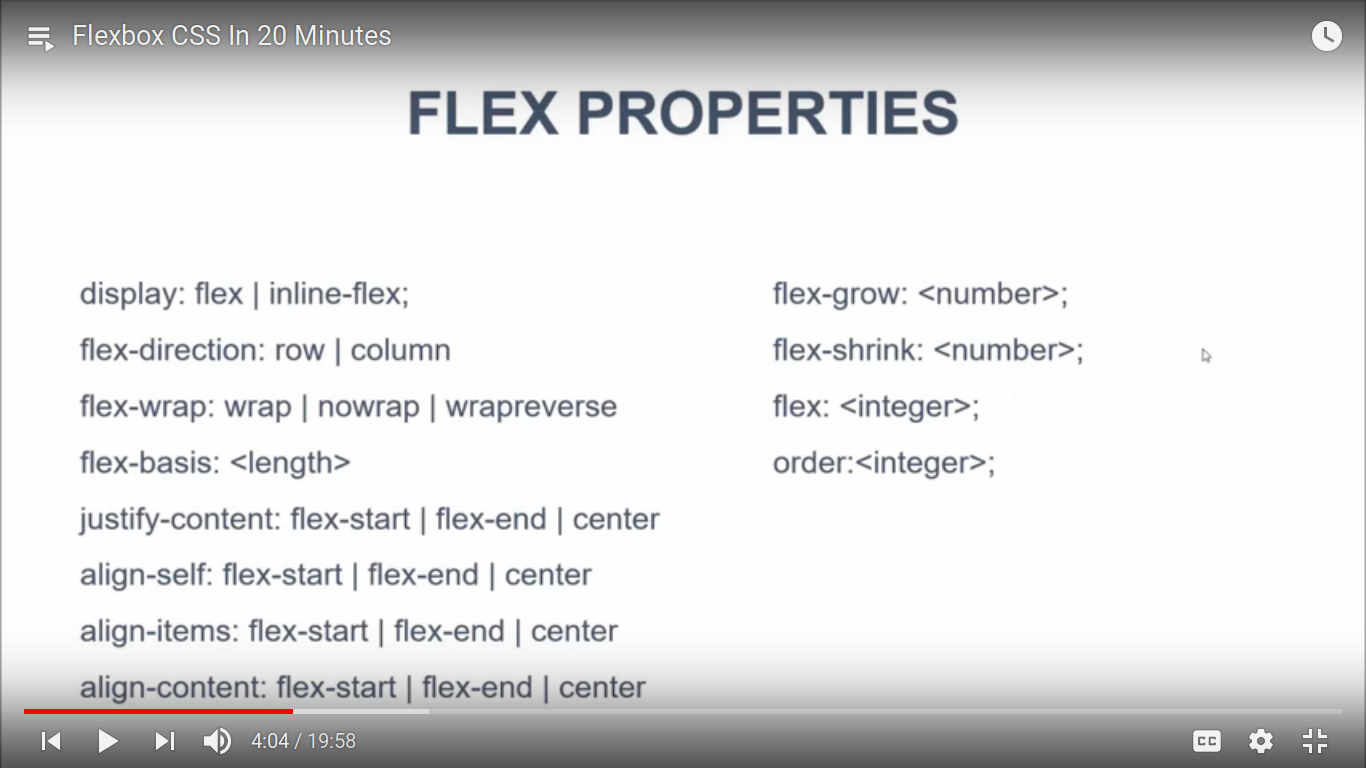 Flexbox CSS In 20 Minutes
FLEX PROPERTIES
display: flex | inline-flex;
flex-direction: row | column
flex-wrap: wrap | nowrap | wrapreverse
flex-basis: <length>
justify-content: flex-start | flex-end | center
align-self: flex-start | flex-end | center
align-items: flex-start | flex-end | center
align-content: flex-start | flex-end | center
flex-grow: <number>;
flex-shrink: <number>;
flex: <integer>;
order:<integer>;
4:04 / 19:58
CC